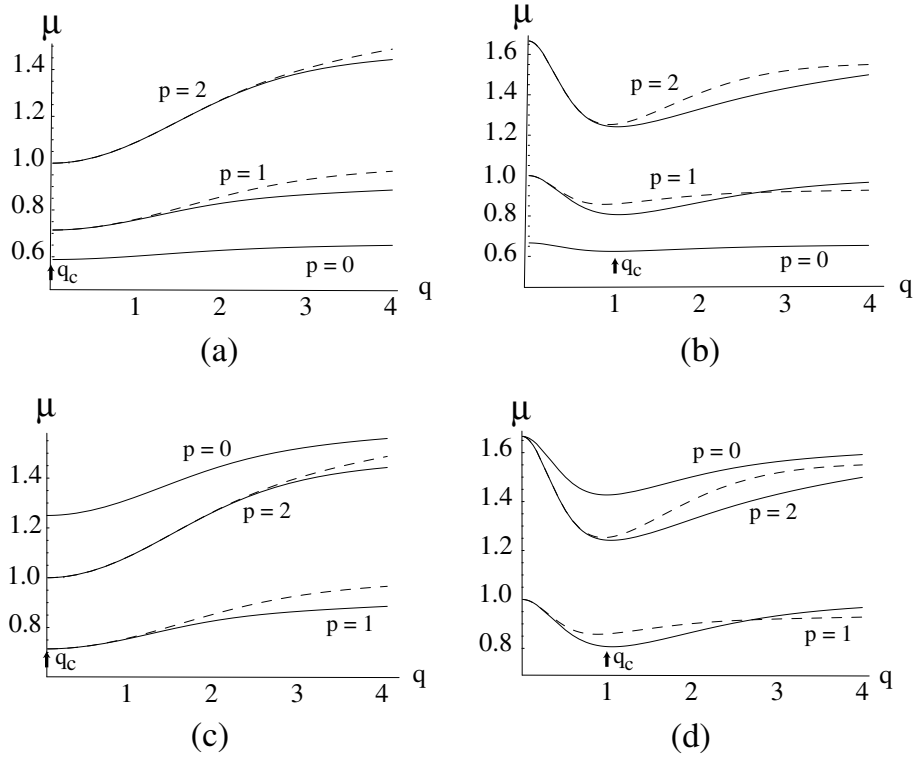 μ
1.4
1.2
1.0
0.8
0.6
p = 2
p = 1
p = 0
q_c
1 2 3 4 q
(a)
μ
1.6
1.4
1.2
1.0
0.8
0.6
p = 2
p = 1
p = 0
q_c
1 2 3 4 q
(b)
μ
1.4
1.2
1.0
0.8
p = 0
p = 2
p = 1
q_c
1 2 3 4 q
(c)
μ
1.6
1.4
1.2
1.0
0.8
p = 0
p = 2
p = 1
q_c
1 2 3 4 q
(d)